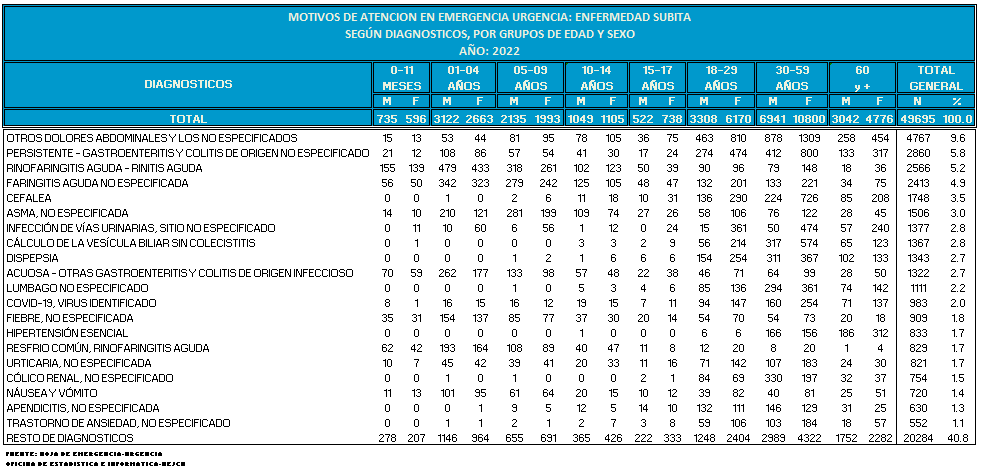 MOTIVOS DE ATENCION EN EMERGENCIA URGENCIA: ENFERMEDAD SUBITA
SEGÚN DIAGNOSTICOS, POR GRUPOS DE EDAD Y SEXO
AÑO: 2022
DIAGNOSTICOS 0-11 MESES 01-04 AÑOS 05-09 AÑOS 10-14 AÑOS 15-17 AÑOS 18-29 AÑOS 30-59 AÑOS 60 y + TOTAL GENERAL
M F M F M F M F M F M F M F M F N %
TOTAL 735 596 3122 2663 2135 1993 1049 1105 522 738 3308 6170 6941 10800 3042 4776 49695 100.0
OTROS DOLORES ABDOMINALES Y LOS NO ESPECIFICADOS 15 13 53 44 81 95 78 105 36 75 463 810 878 1309 258 454 4767 9.6
PERSISTENTE - GASTROENTERITIS Y COLITIS DE ORIGEN NO ESPECIFICADO 21 12 108 86 57 54 41 30 17 24 274 474 412 800 133 317 2860 5.8
RINOFARINGITIS AGUDA - RINITIS AGUDA 155 139 479 433 318 261 102 123 50 39 90 96 79 148 18 36 2566 5.2
FARINGITIS AGUDA NO ESPECIFICADA 56 50 342 323 279 242 125 105 48 47 132 201 133 221 34 75 2413 4.9
CEFALEA 0 0 1 0 2 6 11 18 10 31 136 290 224 726 85 208 1748 3.5
ASMA, NO ESPECIFICADA 14 10 210 121 281 199 109 74 27 26 58 106 76 122 28 45 1506 3.0
INFECCIÓN DE VÍAS URINARIAS, SITIO NO ESPECIFICADO 0 11 10 60 6 56 1 12 0 24 15 361 50 474 57 240 1377 2.8
CÁLCULO DE LA VESÍCULA BILIAR SIN COLECISTITIS 0 1 0 0 0 0 3 3 2 9 56 214 317 574 65 123 1367 2.8
DISPEPSIA 0 0 0 0 1 2 1 6 6 6 154 254 311 367 102 133 1343 2.7
ACUOSA - OTRAS GASTROENTERITIS Y COLITIS DE ORIGEN INFECCIOSO 70 59 262 177 133 98 57 48 22 38 46 71 64 99 28 50 1322 2.7
LUMBAGO NO ESPECIFICADO 0 0 0 0 1 0 5 3 4 6 85 136 294 361 74 142 1111 2.2
COVID-19, VIRUS IDENTIFICADO 8 1 16 15 16 12 19 15 7 11 94 147 160 254 71 137 983 2.0
FIEBRE, NO ESPECIFICADA 35 31 154 137 85 77 37 30 20 14 54 70 54 73 20 18 909 1.8
HIPERTENSIÓN ESENCIAL 0 0 0 0 0 0 1 0 0 0 6 6 166 156 186 312 833 1.7
RESFRIO COMÚN, RINOFARINGITIS AGUDA 62 42 193 164 108 89 40 47 11 8 12 20 8 20 1 4 829 1.7
URTICARIA, NO ESPECIFICADA 10 7 45 42 39 41 20 33 11 16 71 142 107 183 24 30 821 1.7
CÓLICO RENAL, NO ESPECIFICADO 0 0 1 0 1 0 0 0 2 1 84 69 330 197 32 37 754 1.5
NÁUSEA Y VÓMITO 11 13 101 95 61 64 20 15 10 12 39 82 40 81 25 51 720 1.4
APENDICITIS, NO ESPECIFICADA 0 0 0 1 9 5 12 5 14 10 132 111 146 129 31 25 630 1.3
TRASTORNO DE ANSIEDAD, NO ESPECIFICADO 0 0 1 1 2 1 2 7 3 8 59 106 103 184 18 57 552 1.1
RESTO DE DIAGNOSTICOS 278 207 1146 964 655 691 365 426 222 333 1248 2404 2989 4322 1752 2282 20284 40.8
FUENTE: HOJA DE EMERGENCIA-URGENCIA
OFICINA DE ESTADISTICA E INFORMATICA-HEJCU